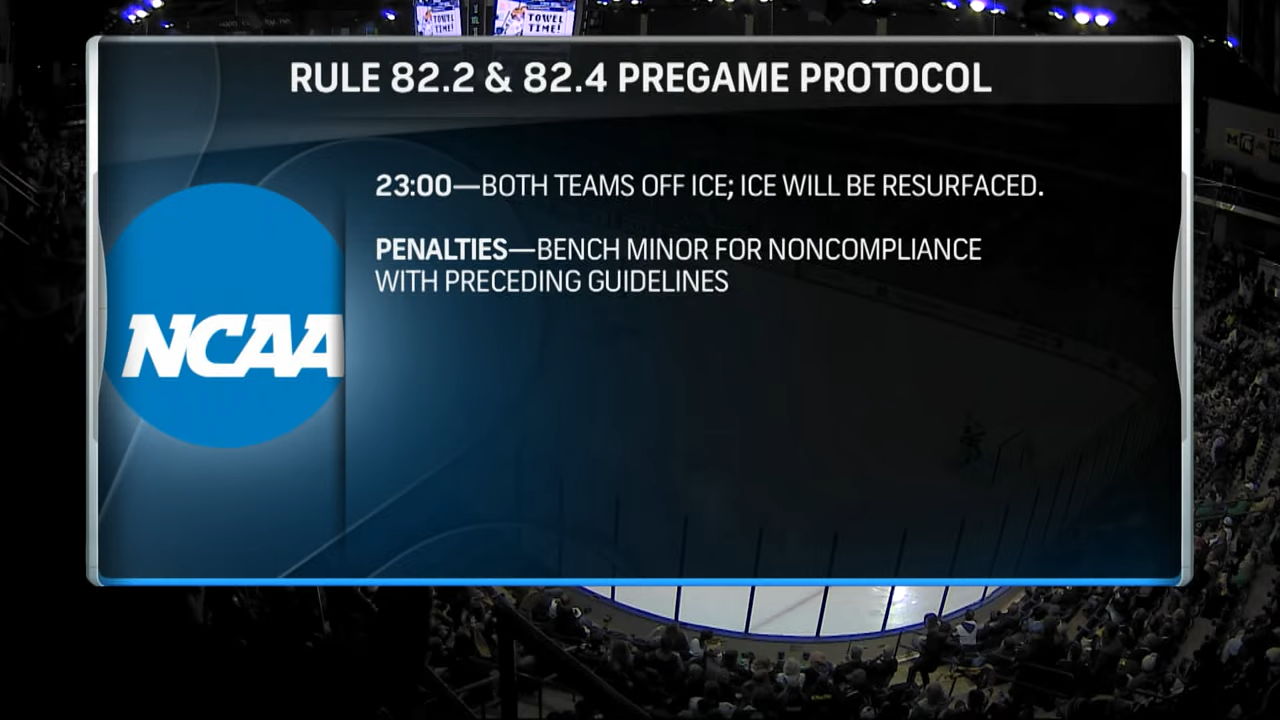 TOWEL
TIME!
TOWEL
TIME!
RULE 82.2 & 82.4 PREGAME PROTOCOL
23:00—BOTH TEAMS OFF ICE; ICE WILL BE RESURFACED.
PENALTIES—BENCH MINOR FOR NONCOMPLIANCE
WITH PRECEDING GUIDELINES
NCAA